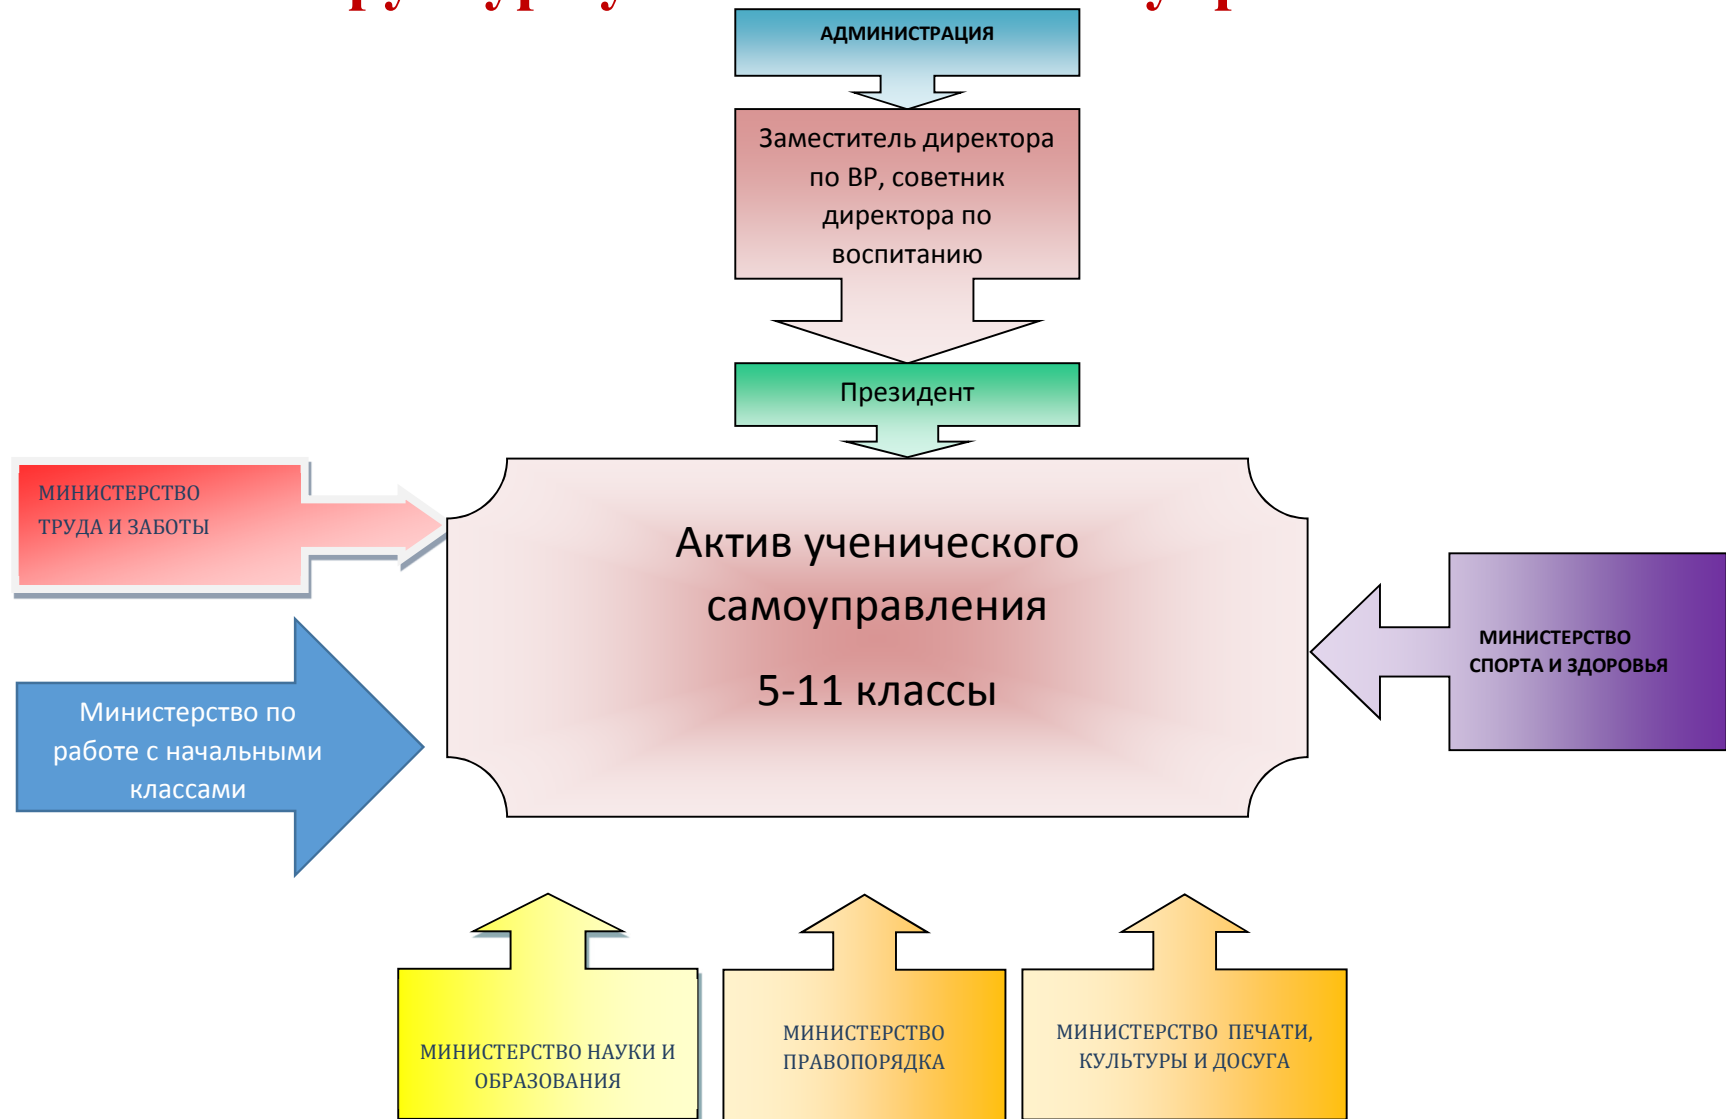 АДМИНИСТРАЦИЯ
Заместитель директора
по ВР, советник
директора по
воспитанию
Президент
МИНИСТЕРСТВО
ТРУДА И ЗАБОТЫ
Актив ученического
самоуправления
5-11 классы
МИНИСТЕРСТВО
СПОРТА И ЗДОРОВЬЯ
Министерство по
работе с начальными
классами
МИНИСТЕРСТВО НАУКИ И
ОБРАЗОВАНИЯ
МИНИСТЕРСТВО
ПРАВОПОРЯДКА
МИНИСТЕРСТВО ПЕЧАТИ,
КУЛЬТУРЫ И ДОСУГА